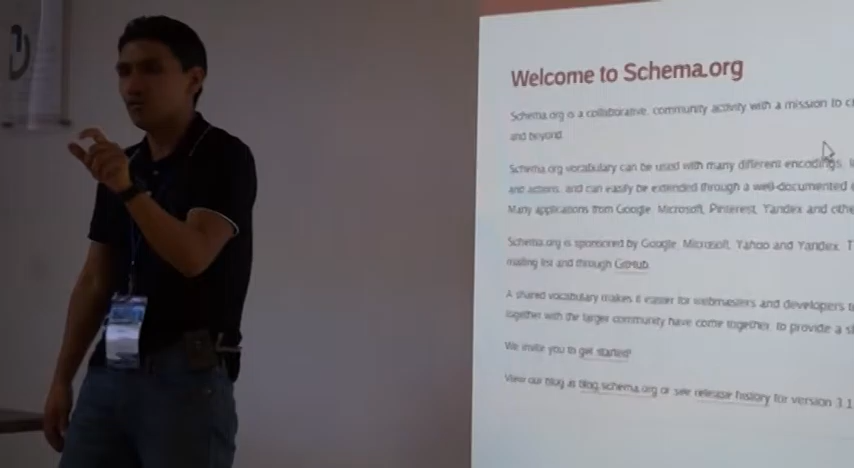 Welcome to Schema.org
Schema.org is a collaborative, community activity with a mission to
and beyond.
Schema.org vocabulary can be used with many different encodings,
and actions, and can easily be extended through a well-documented
Many applications from Google, Microsoft, Pinterest, Yandex and
Schema.org is sponsored by Google, Microsoft, Yahoo and Yandex.
mailing list and through GitHub.
A shared vocabulary makes it easier for webmasters and developers
together with the larger community have come together, to provide a
We invite you to get started!
View our blog at blog.schema.org or see release history for version 3.1